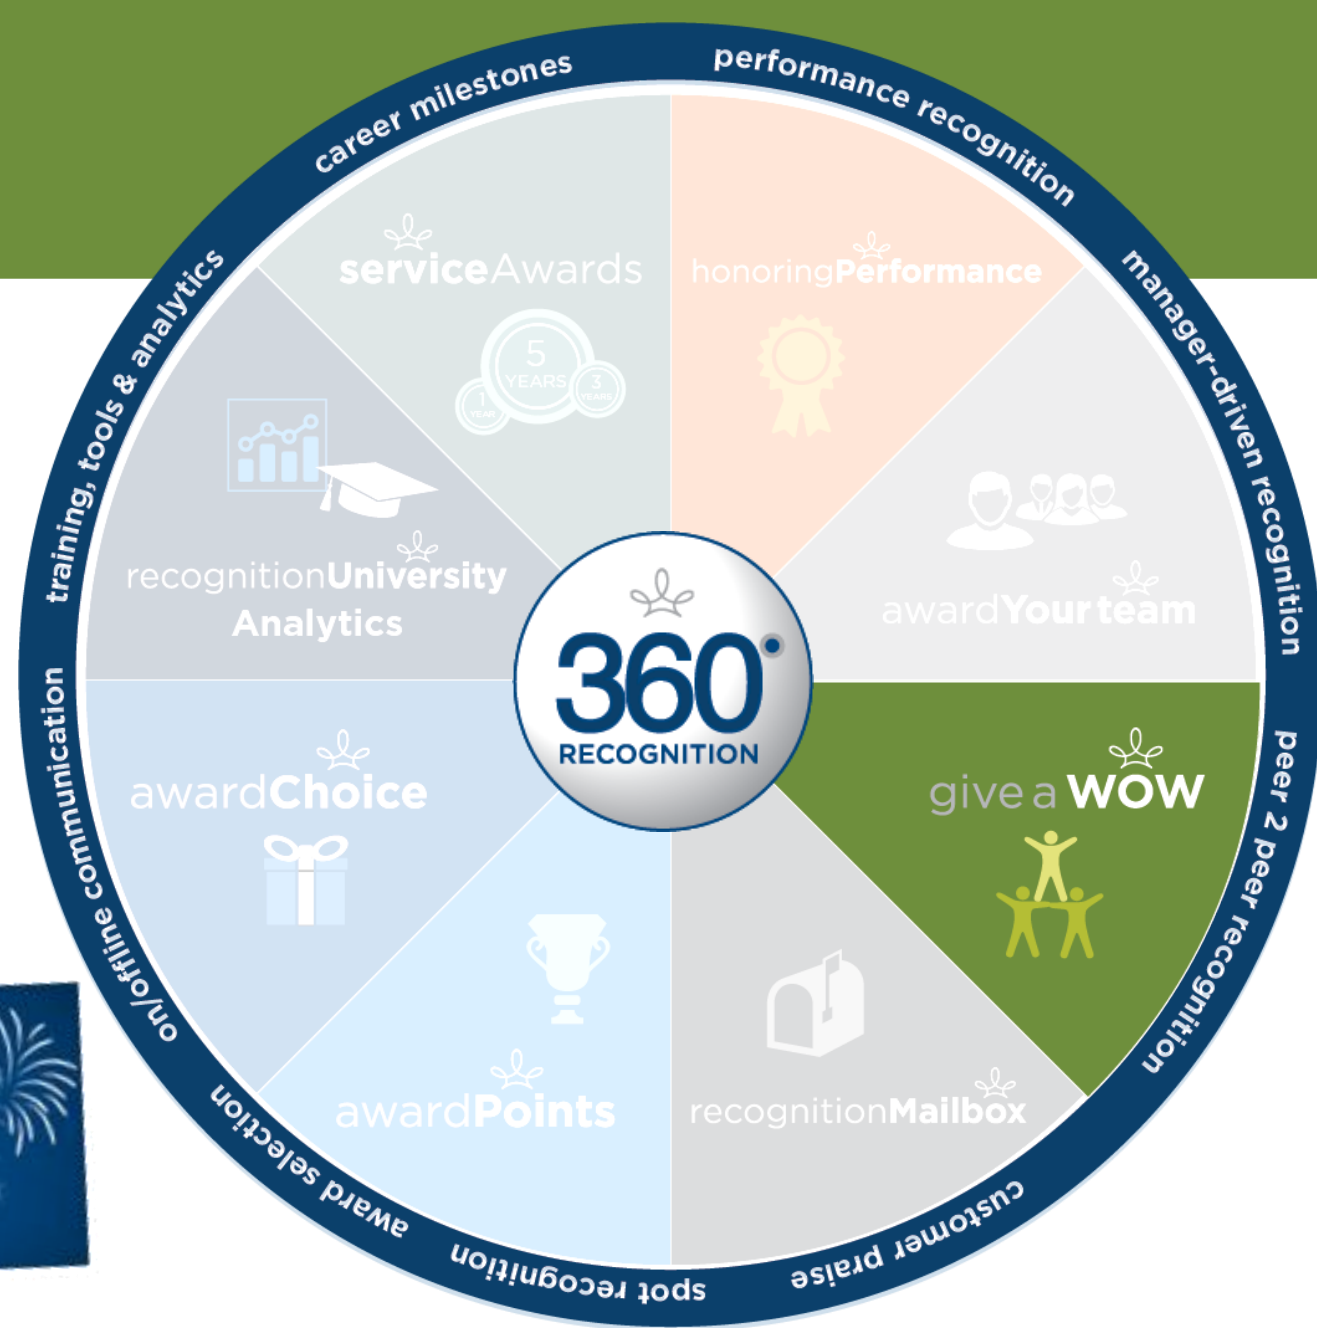 career milestones
performance recognition
manager-driven recognition
peer 2 peer recognition
customer praise
spot recognition
award selection
on/offline communication
training, tools & analytics
serviceAwards
5
YEARS
1
YEAR
3
YEARS
honoringPerformance
awardYourteam
give a WOW
recognitionMailbox
awardPoints
awardChoice
recognitionUniversity
Analytics
360°
RECOGNITION